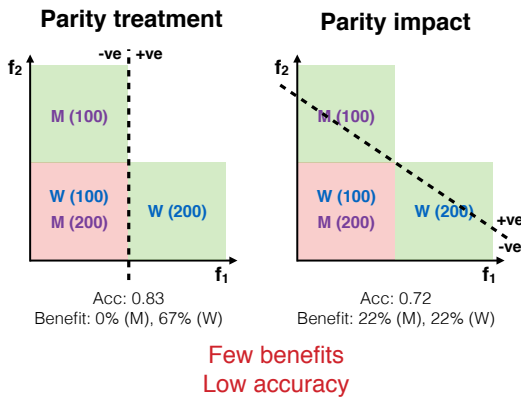 Parity treatment
-ve +ve
f2
M (100)
W (100)
M (200)
W (200)
f1
Acc: 0.83
Benefit: 0% (M), 67% (W)
Parity impact
f2
M (100)
W (100)
M (200)
W (200)
+ve
-ve
f1
Acc: 0.72
Benefit: 22% (M), 22% (W)
Few benefits
Low accuracy